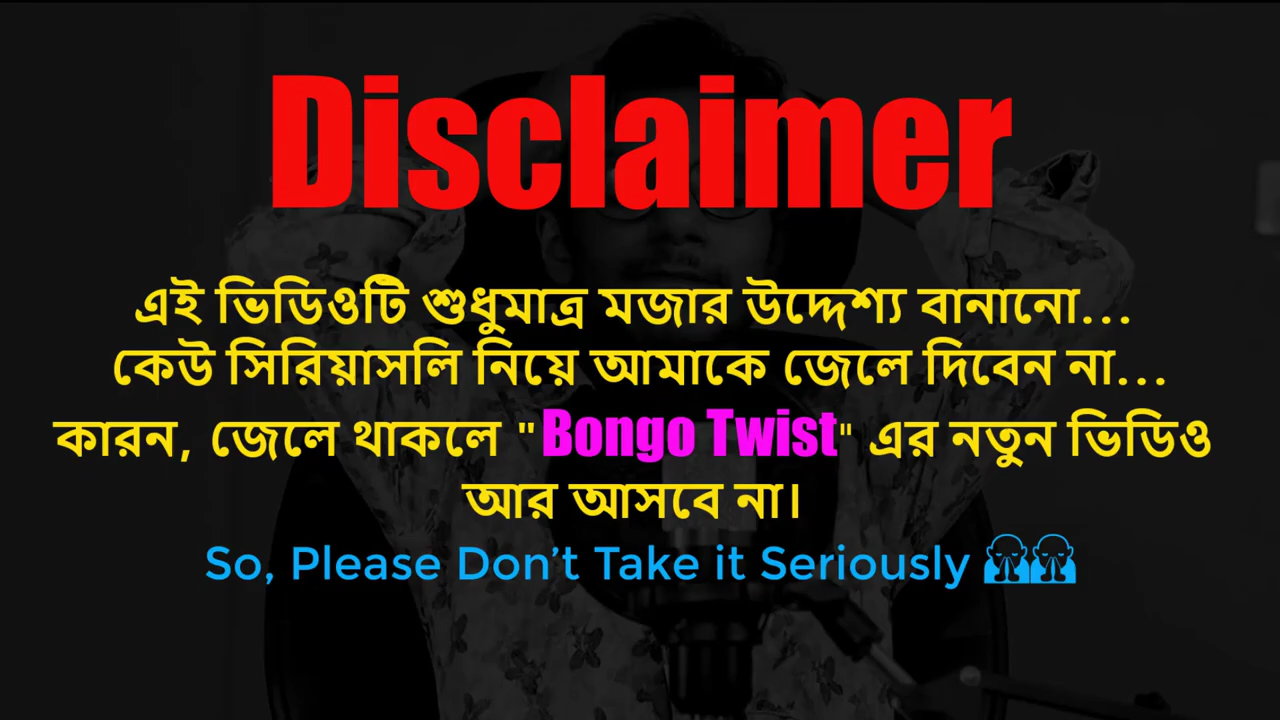 Disclaimer
এই ভিডিওটি শুধুমাত্র মজার উদ্দেশ্য বানানো...
কেউ সিরিয়াসলি নিয়ে আমাকে জেলে দিবেন না...
কারন, জেলে থাকলে "Bongo Twist" এর নতুন ভিডিও
আর আসবে না।
So, Please Don’t Take it Seriously